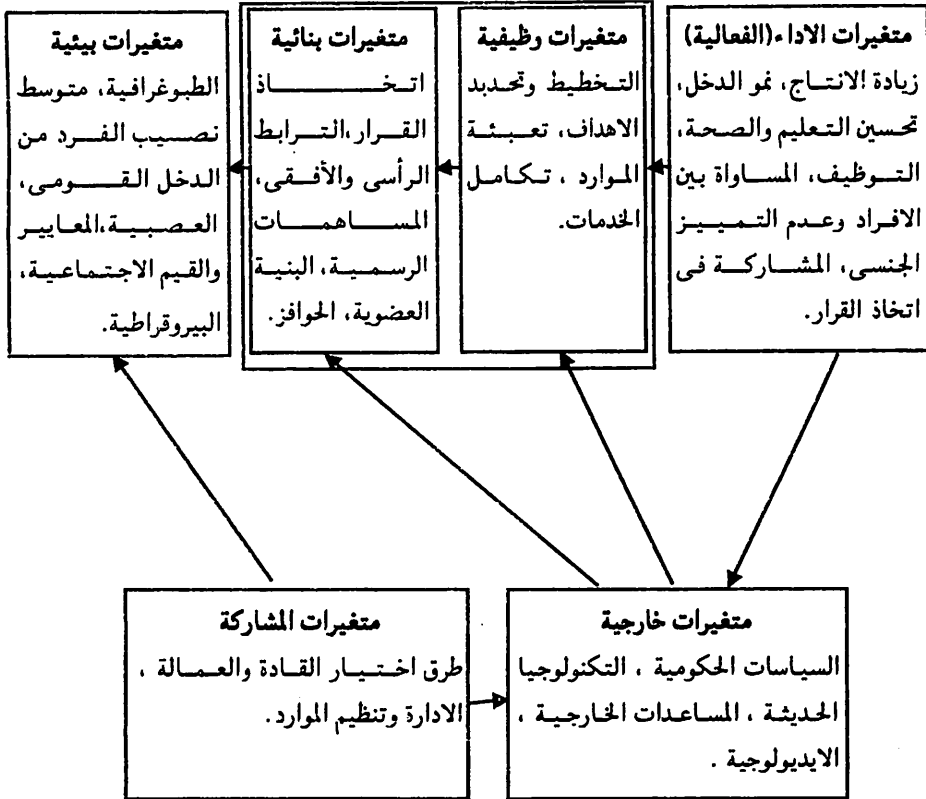 متغيرات الاداء (الفعالية)
زيادة الانتاج، نمو الدخل،
تحسين التعليم والصحة،
التوظيف، المساواة بين
الافراد وعدم التمييز
الجنسى، المشاركة فى
اتخاذ القرار.
متغيرات وظيفية
التخطيط وتحديد
الاهداف، تعبئة
الموارد ، تكامل
الخدمات.
متغيرات بنائية
اتخاذ
القرار،الترابط
الرأسى والأفقى،
المساهمات
الرسمية، البنية
العضوية، الحوافز.
متغيرات بيئية
الطبوغرافية، متوسط
نصيب الفرد من
الدخل القومى،
العصبية،المعايير
والقيم الاجتماعية،
البيروقراطية.
متغيرات خارجية
السياسات الحكومية ، التكنولوجيا
الحديثة ، المساعدات الخارجية ،
الايديولوجية .
متغيرات المشاركة
طرق اختيار القادة والعمالة ،
الادارة وتنظيم الموارد.